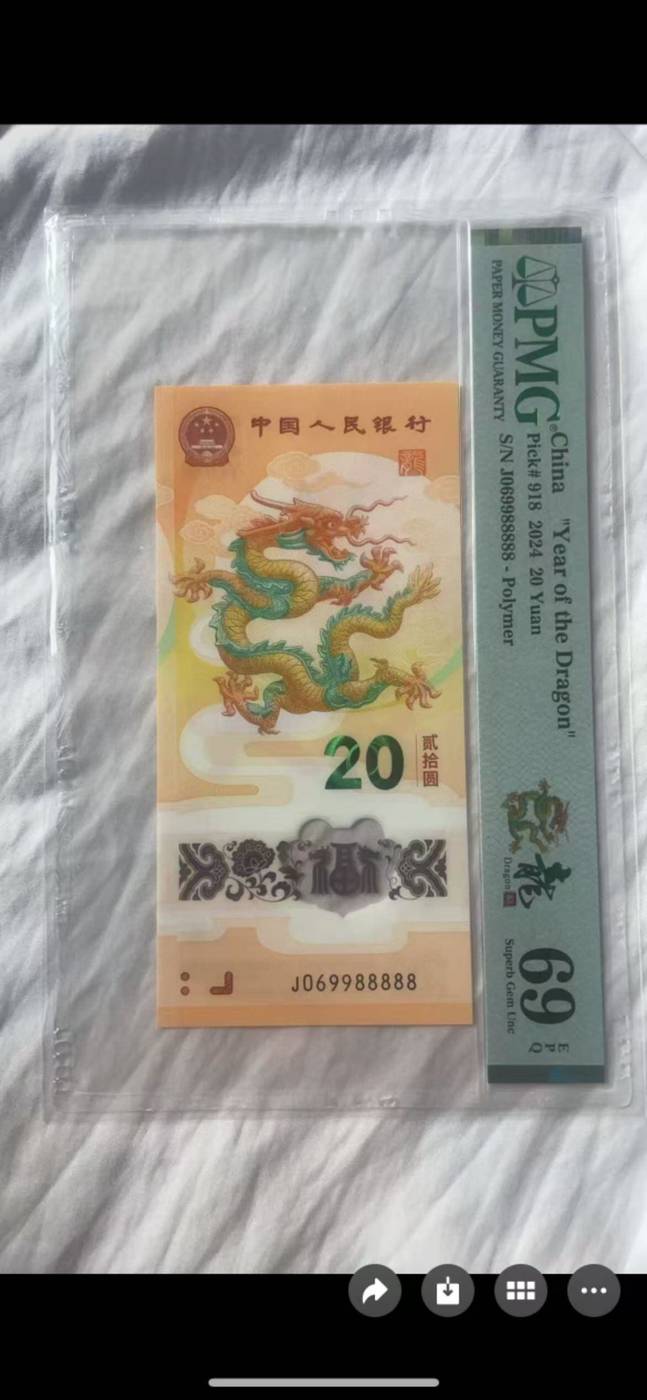 中国人民银行
20
贰拾圆
J069988888
PMG®
PAPER MONEY GUARANTY
China "Year of the Dragon"
Pick# 918 2024 20 Yuan
S/N J069988888 - Polymer
龍
Dragon
69
EPQ
Superb Gem Unc